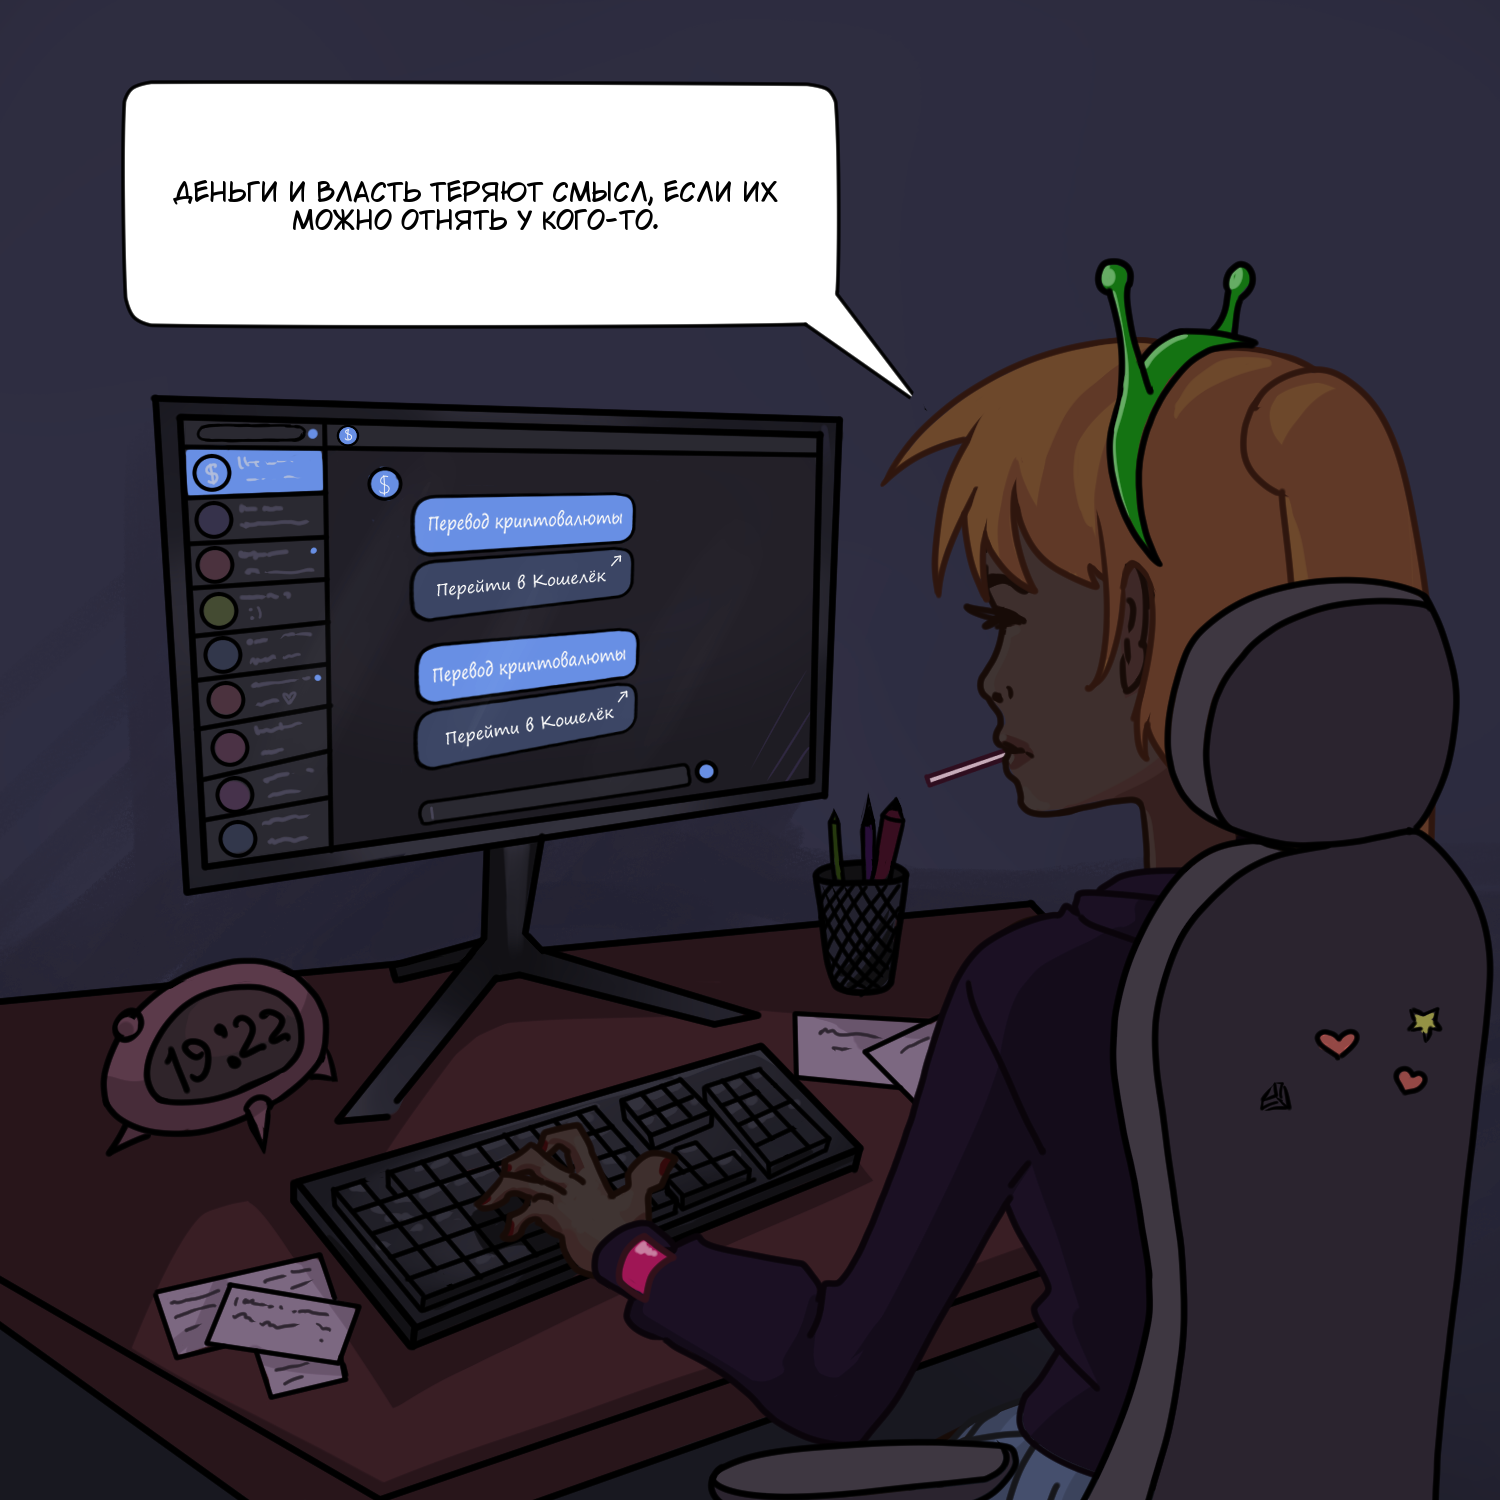 ДЕНЬГИ И ВЛАСТЬ ТЕРЯЮТ СМЫСЛ, ЕСЛИ ИХ
МОЖНО ОТНЯТЬ У КОГО-ТО.
$
$
$
Перевод криптовалюты
Перейти в Кошелёк
:)
Перевод криптовалюты
Перейти в Кошелёк
19:22